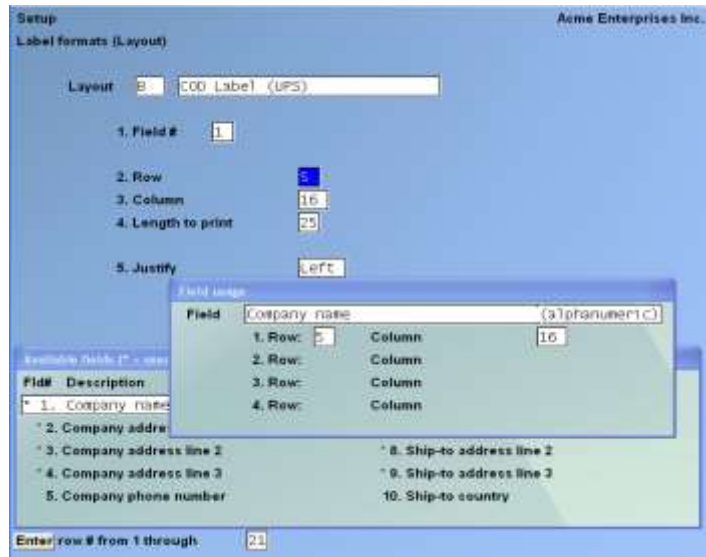 Setup Acme Enterprises Inc.
Label formats (Layout)
Layout B COD Label (UPS)
1. Field # 1
2. Row 5
3. Column 16
4. Length to print 25
5. Justify Left
Field usage
Field Company name (alphanumeric)
1. Row: 5 Column 16
2. Row: Column
3. Row: Column
4. Row: Column
Available fields (* =
Fld# Description
* 1. Company name
* 2. Company addre
* 3. Company address line 2 * 8. Ship-to address line 2
* 4. Company address line 3 * 9. Ship-to address line 3
5. Company phone number 10. Ship-to country
Enter row # from 1 through 21